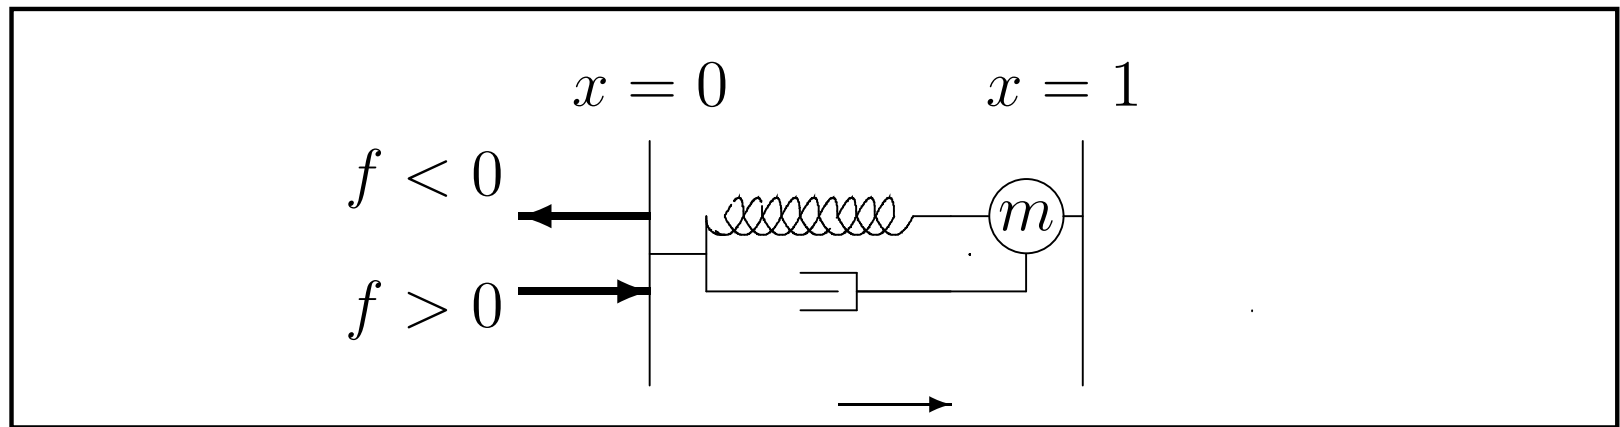 x = 0
x = 1
f < 0
m
f > 0